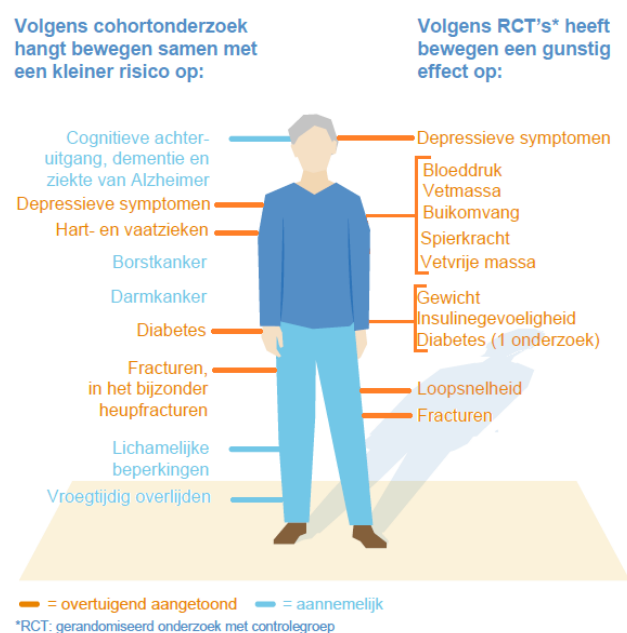 Volgens cohortonderzoek
hangt bewegen samen met
een kleiner risico op:
Cognitieve achter-
uitgang, dementie en
ziekte van Alzheimer
Depressieve symptomen
Hart- en vaatzieken
Borstkanker
Darmkanker
Diabetes
Fracturen,
in het bijzonder
heupfracturen
Lichamelijke
beperkingen
Vroegtijdig overlijden
Volgens RCT's* heeft
bewegen een gunstig
effect op:
Depressieve symptomen
Bloeddruk
Vetmassa
Buikomvang
Spierkracht
Vetvrije massa
Gewicht
Insulinegevoeligheid
Diabetes (1 onderzoek)
Loopsnelheid
Fracturen
= overtuigend aangetoond = aannemelijk
*RCT: gerandomiseerd onderzoek met controlegroep